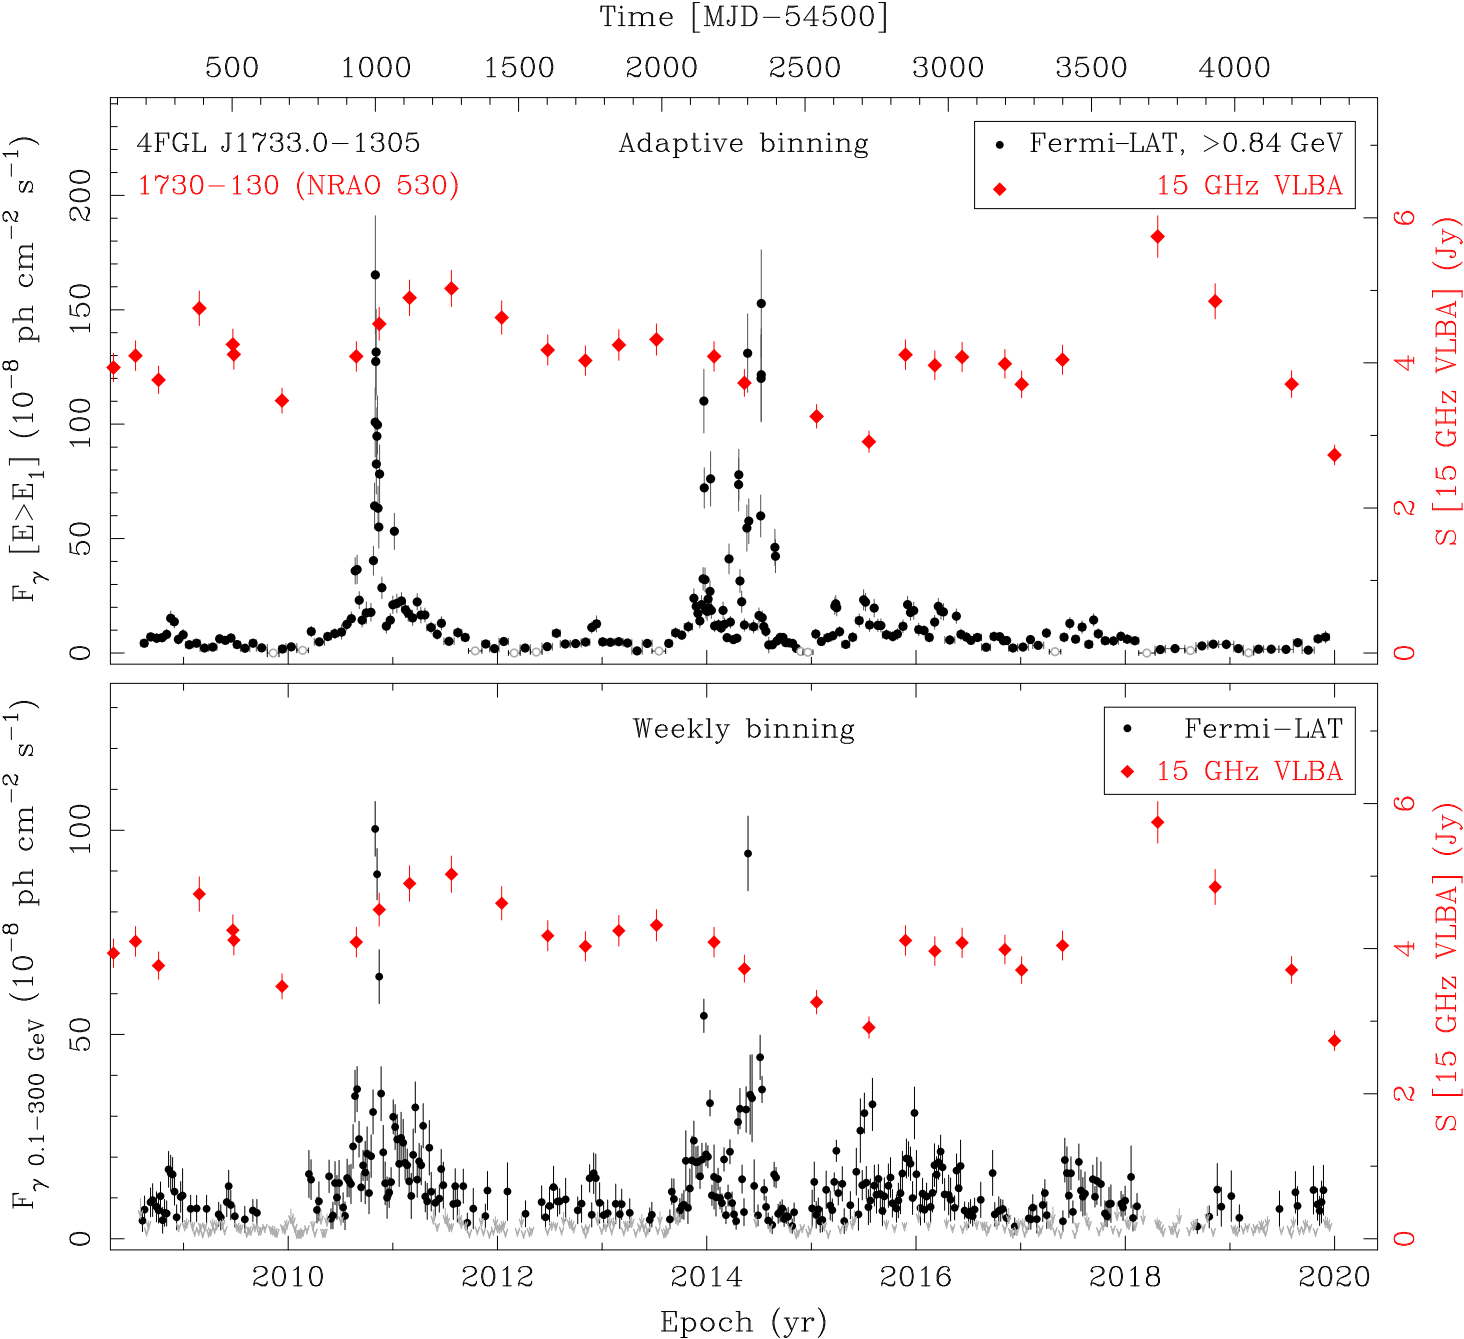 Time [MJD−54500]
500 1000 1500 2000 2500 3000 3500 4000
4FGL J1733.0−1305
1730−130 (NRAO 530)
Adaptive binning
Fermi−LAT, >0.84 GeV
15 GHz VLBA
F γ [E>E1] (10−8 ph cm−2 s−1)
0 50 100 150 200
0 2 4 6
S [15 GHz VLBA] (Jy)
Weekly binning
Fermi−LAT
15 GHz VLBA
F γ 0.1−300 GeV (10−8 ph cm−2 s−1)
0 50 100
0 2 4 6
S [15 GHz VLBA] (Jy)
2010 2012 2014 2016 2018 2020
Epoch (yr)